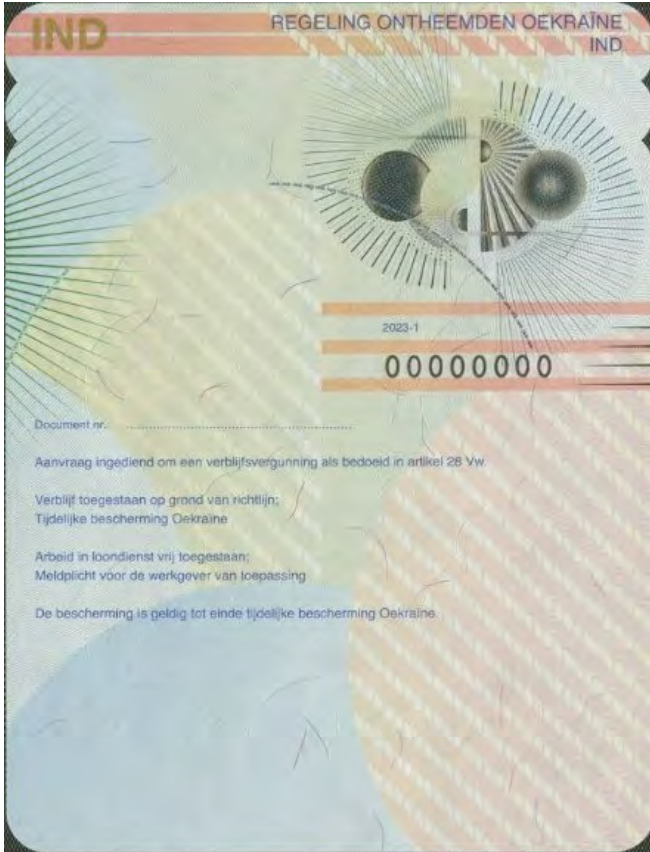 IND
REGELING ONTHEEMDEN OEKRAÏNE
IND
2023-1
00000000
Document nr. ........................................................
Aanvraag ingediend om een verblijfsvergunning als bedoeld in artikel 28 Vw.
Verblijf toegestaan op grond van richtlijn;
Tijdelijke bescherming Oekraïne
Arbeid in loondienst vrij toegestaan;
Meldplicht voor de werkgever van toepassing
De bescherming is geldig tot einde tijdelijke bescherming Oekraïne.